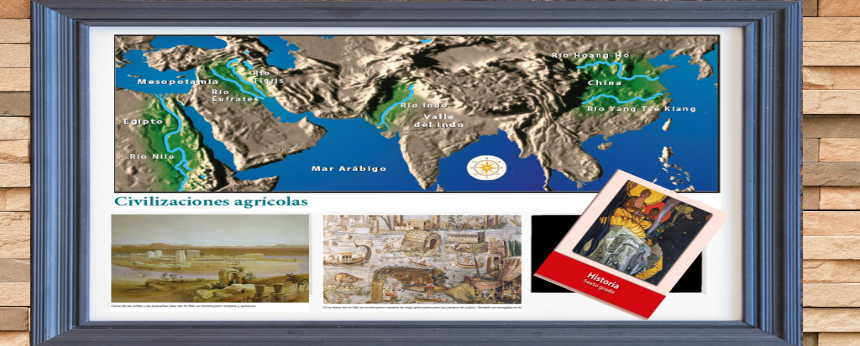 Río Hoang Ho
Mesopotamia
Río
Tigris
China
Río
Eufrates
Río Indo
Río Yang Tse Kiang
Egipto
Valle
del Indo
Río Nilo
Mar Arábigo
Civilizaciones agrícolas
Historia
Sexto grado